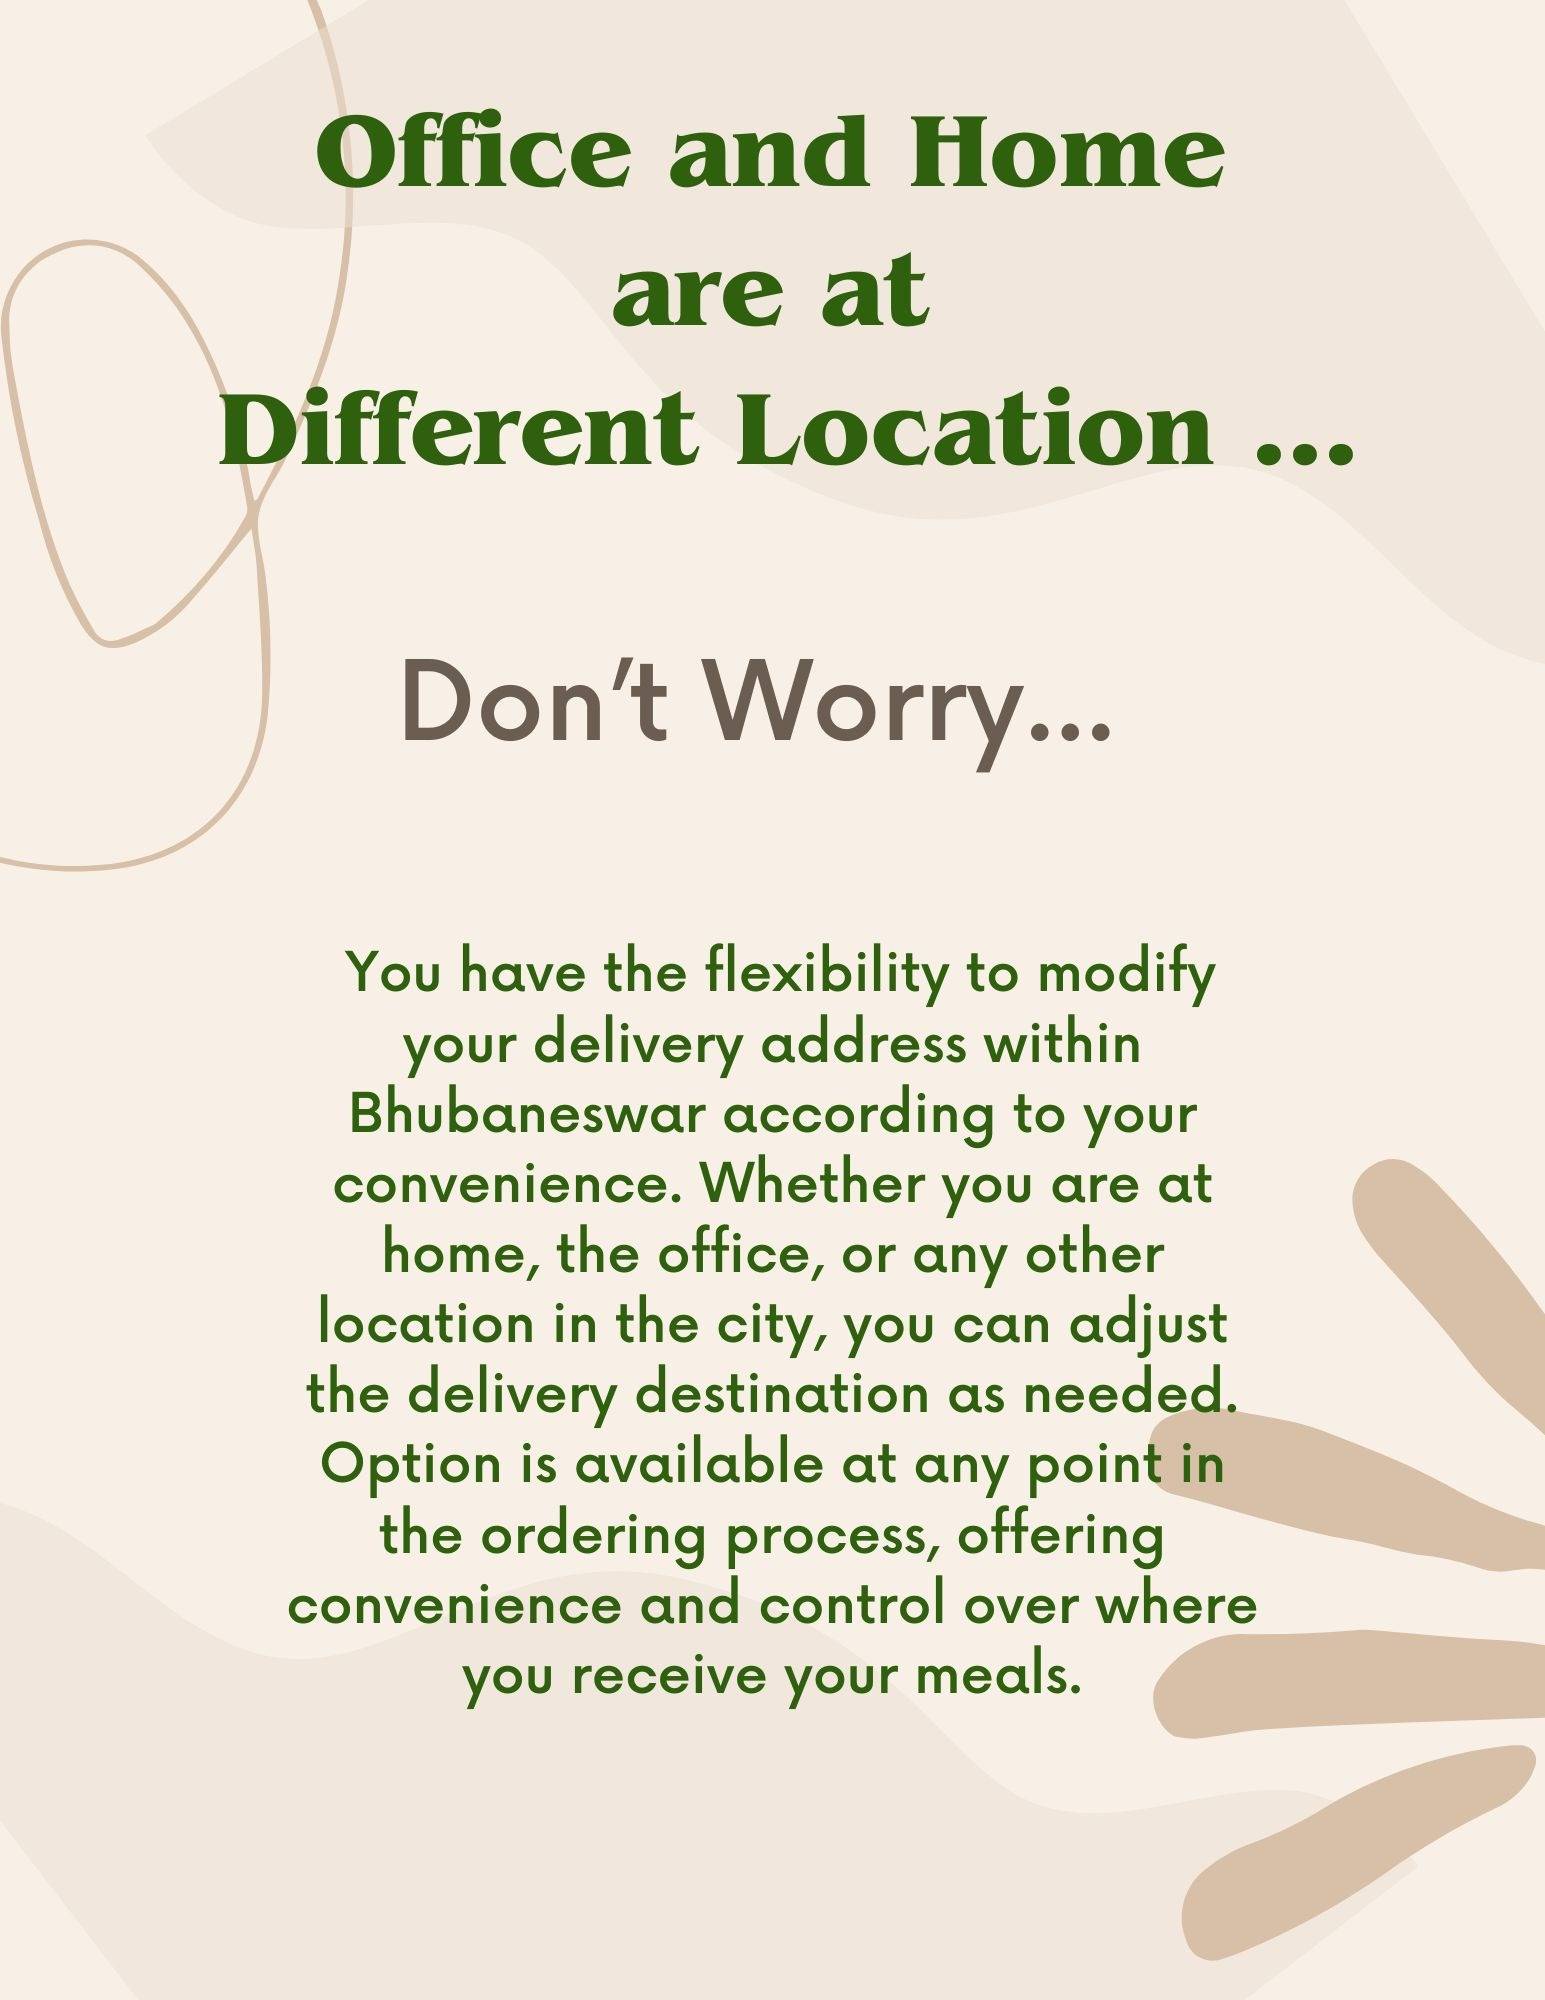 Office and Home
are at
Different Location ...
Don’t Worry...
You have the flexibility to modify
your delivery address within
Bhubaneswar according to your
convenience. Whether you are at
home, the office, or any other
location in the city, you can adjust
the delivery destination as needed.
Option is available at any point in
the ordering process, offering
convenience and control over where
you receive your meals.